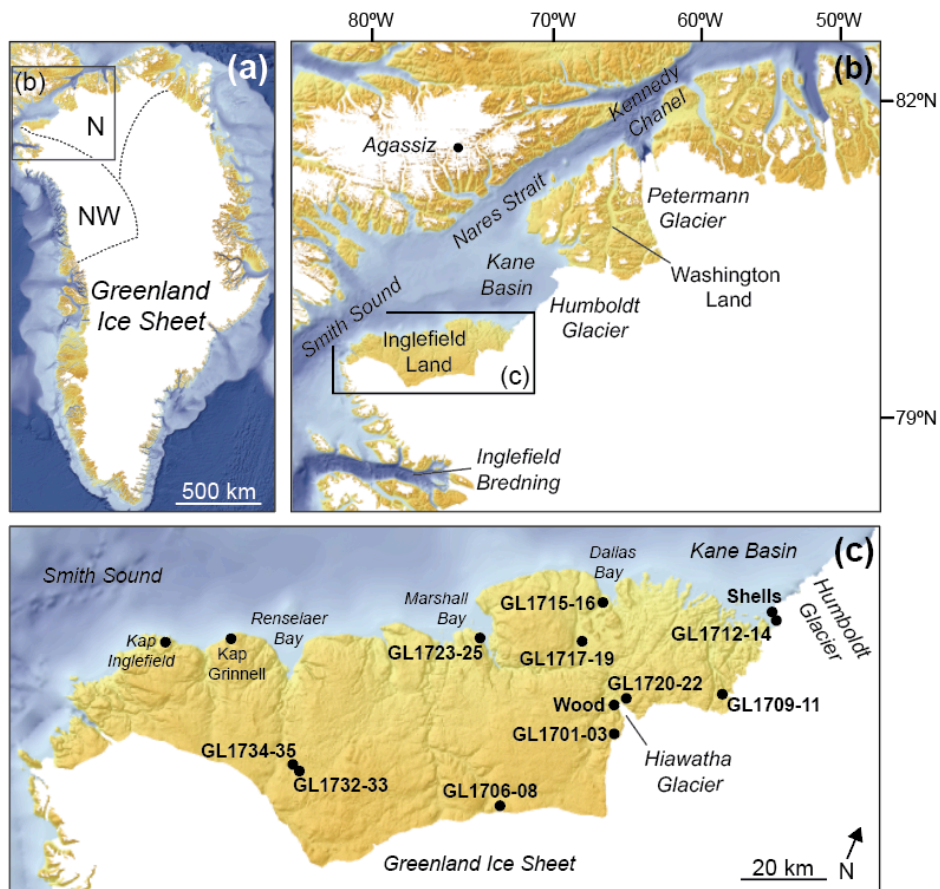 80ºW
70ºW
60ºW
50ºW
(a)
(b)
N
NW
Greenland
Ice Sheet
500 km
(b)
82ºN
79ºN
Kennedy
Chanel
Agassiz
Nares Strait
Petermann
Glacier
Washington
Land
Kane
Basin
Humboldt
Glacier
Smith Sound
Inglefield
Land
(c)
Inglefield
Bredning
(c)
Smith Sound
Kane Basin
Dallas
Bay
Marshall
Bay
Renselaer
Bay
Kap
Inglefield
Kap
Grinnell
Humboldt
Glacier
Shells
GL1715-16
GL1712-14
GL1723-25
GL1717-19
GL1720-22
Wood
GL1709-11
GL1701-03
Hiawatha
Glacier
GL1734-35
GL1732-33
GL1706-08
Greenland Ice Sheet
20 km
N